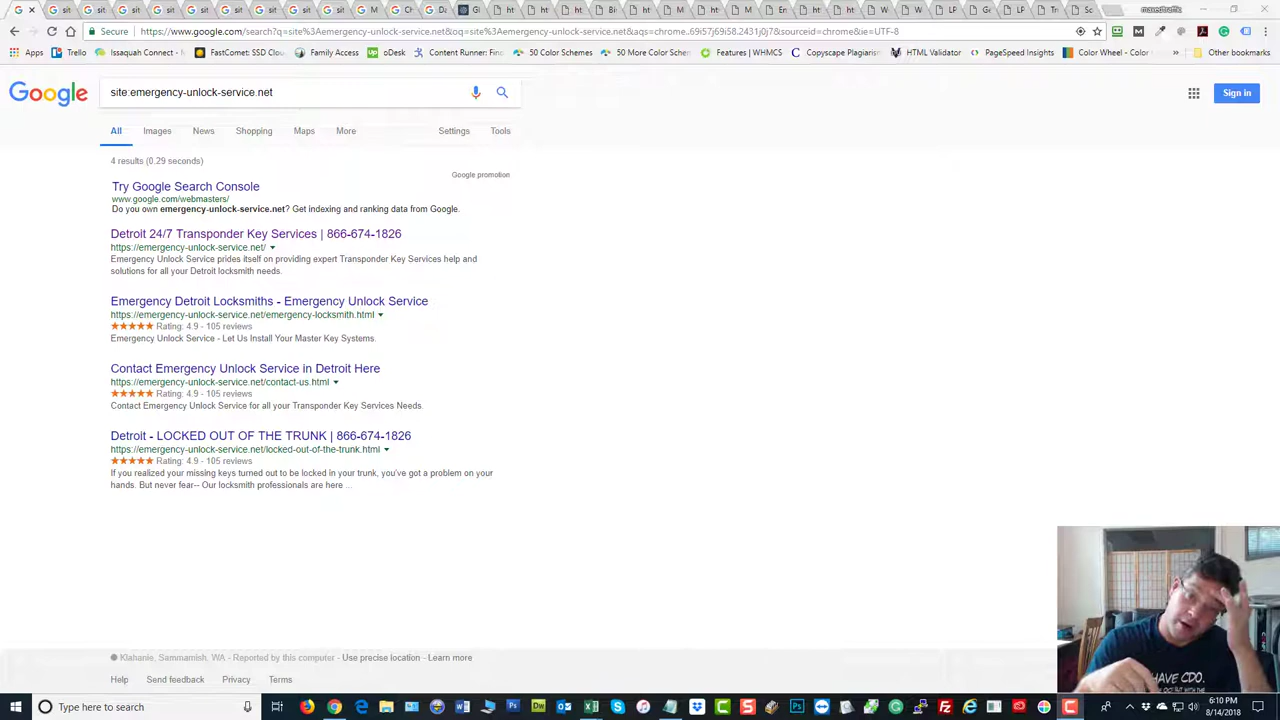 https://www.google.com/search?q=site%3Aemergency-unlock-service.net&oq=site%3Aemergency-unlock-service.net&aqs=chrome..69i57j69i58.2431j0j7&sourceid=chrome&ie=UTF-8
Apps Trello Issaquah Connect - C FastComet: SSD Clou Facebook Fav Up oDesk Content Runner: Wri 50 Color Schemes 50 More Color Schem Features | WHMCS Copyscape Plagiarism HTML Validator PageSpeed Insights Color Wheel - Color Other bookmarks
Google
site:emergency-unlock-service.net
Sign in
All Images News Shopping Maps More Settings Tools
4 results (0.29 seconds)
Google promotion
Try Google Search Console
www.google.com/webmasters/
Do you own emergency-unlock-service.net? Get indexing and ranking data from Google.
Detroit 24/7 Transponder Key Services | 866-674-1826
https://emergency-unlock-service.net/
Emergency Unlock Service prides itself on providing expert Transponder Key Services help and
solutions for all your Detroit locksmith needs.
Emergency Detroit Locksmiths - Emergency Unlock Service
https://emergency-unlock-service.net/emergency-locksmith.html
Rating: 4.9 - 105 reviews
Emergency Unlock Service - Let Us Install Your Master Key Systems.
Contact Emergency Unlock Service in Detroit Here
https://emergency-unlock-service.net/contact-us.html
Rating: 4.9 - 105 reviews
Contact Emergency Unlock Service for all your Transponder Key Services Needs.
Detroit - LOCKED OUT OF THE TRUNK | 866-674-1826
https://emergency-unlock-service.net/locked-out-of-the-trunk.html
Rating: 4.9 - 105 reviews
If you realized your missing keys turned out to be locked in your trunk, you've got a problem on your
hands. But never fear-- Our locksmith professionals are here ...
HAVE CDO.
Klahanie, Sammamish, WA - Reported by this computer - Use precise location - Learn more
Help Send feedback Privacy Terms
Type here to search
6:10 PM
8/14/2018